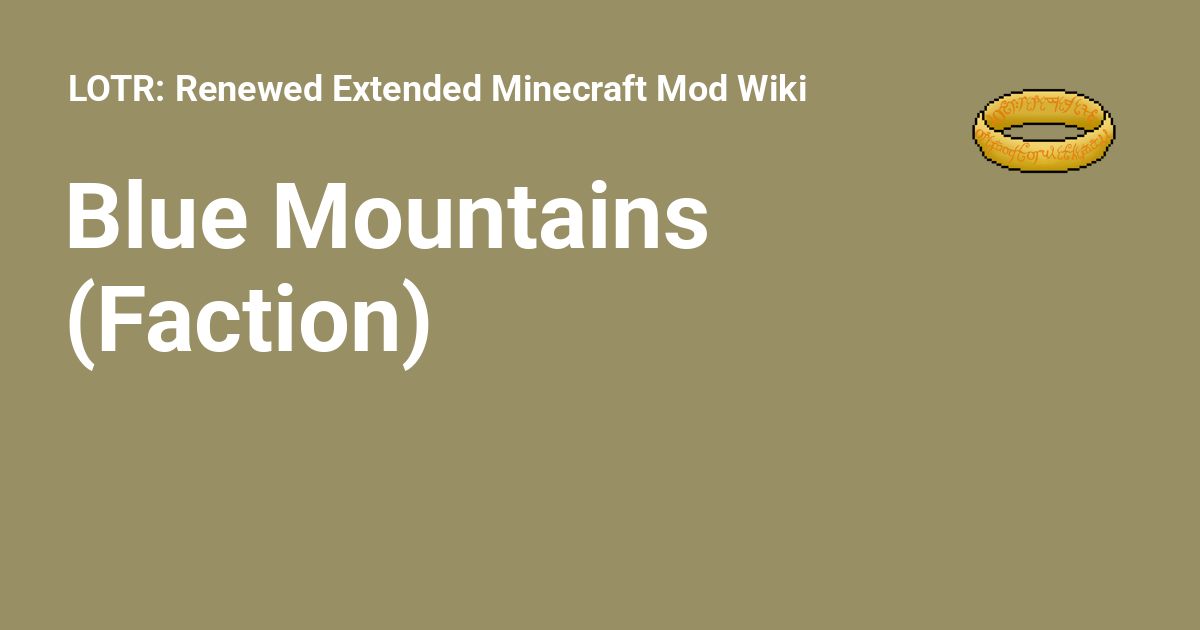 LOTR: Renewed Extended Minecraft Mod Wiki
Blue Mountains
(Faction)